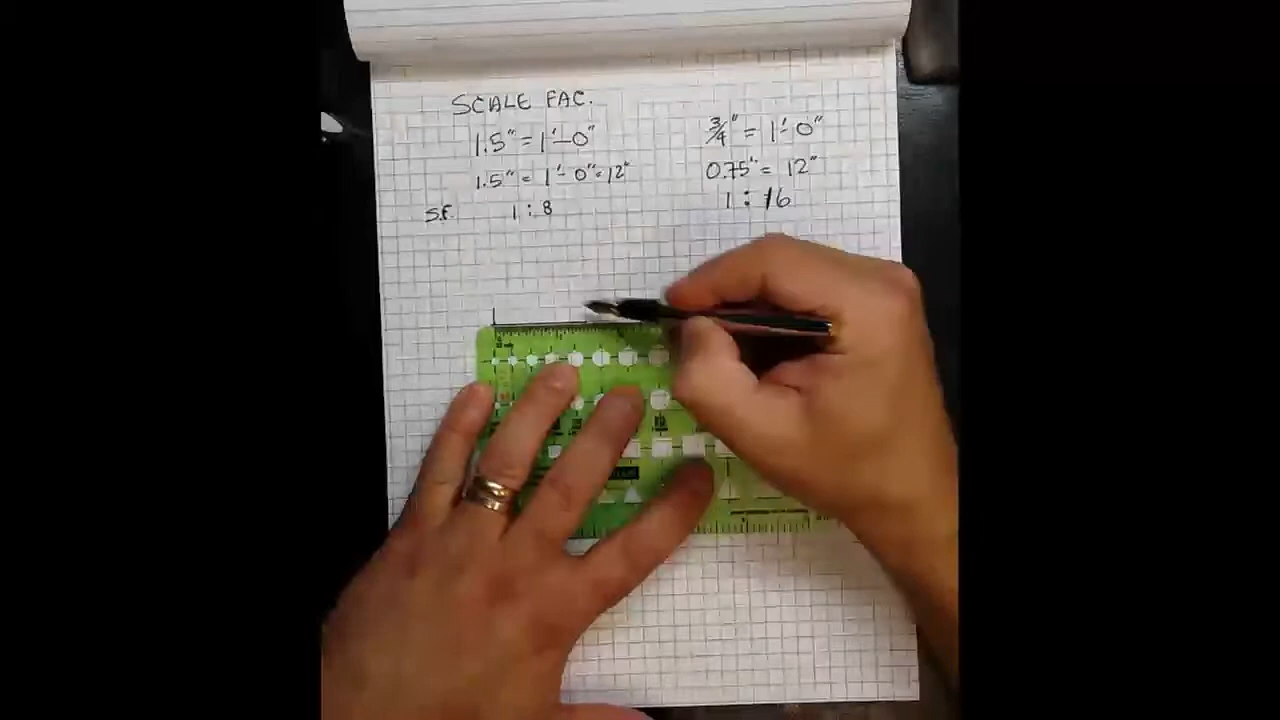 SCALE FAC.
1.5" = 1'-0"
1.5" = 1'-0" = 12"
S.F. 1 : 8
3/4" = 1'-0"
0.75" = 12"
1 : 16